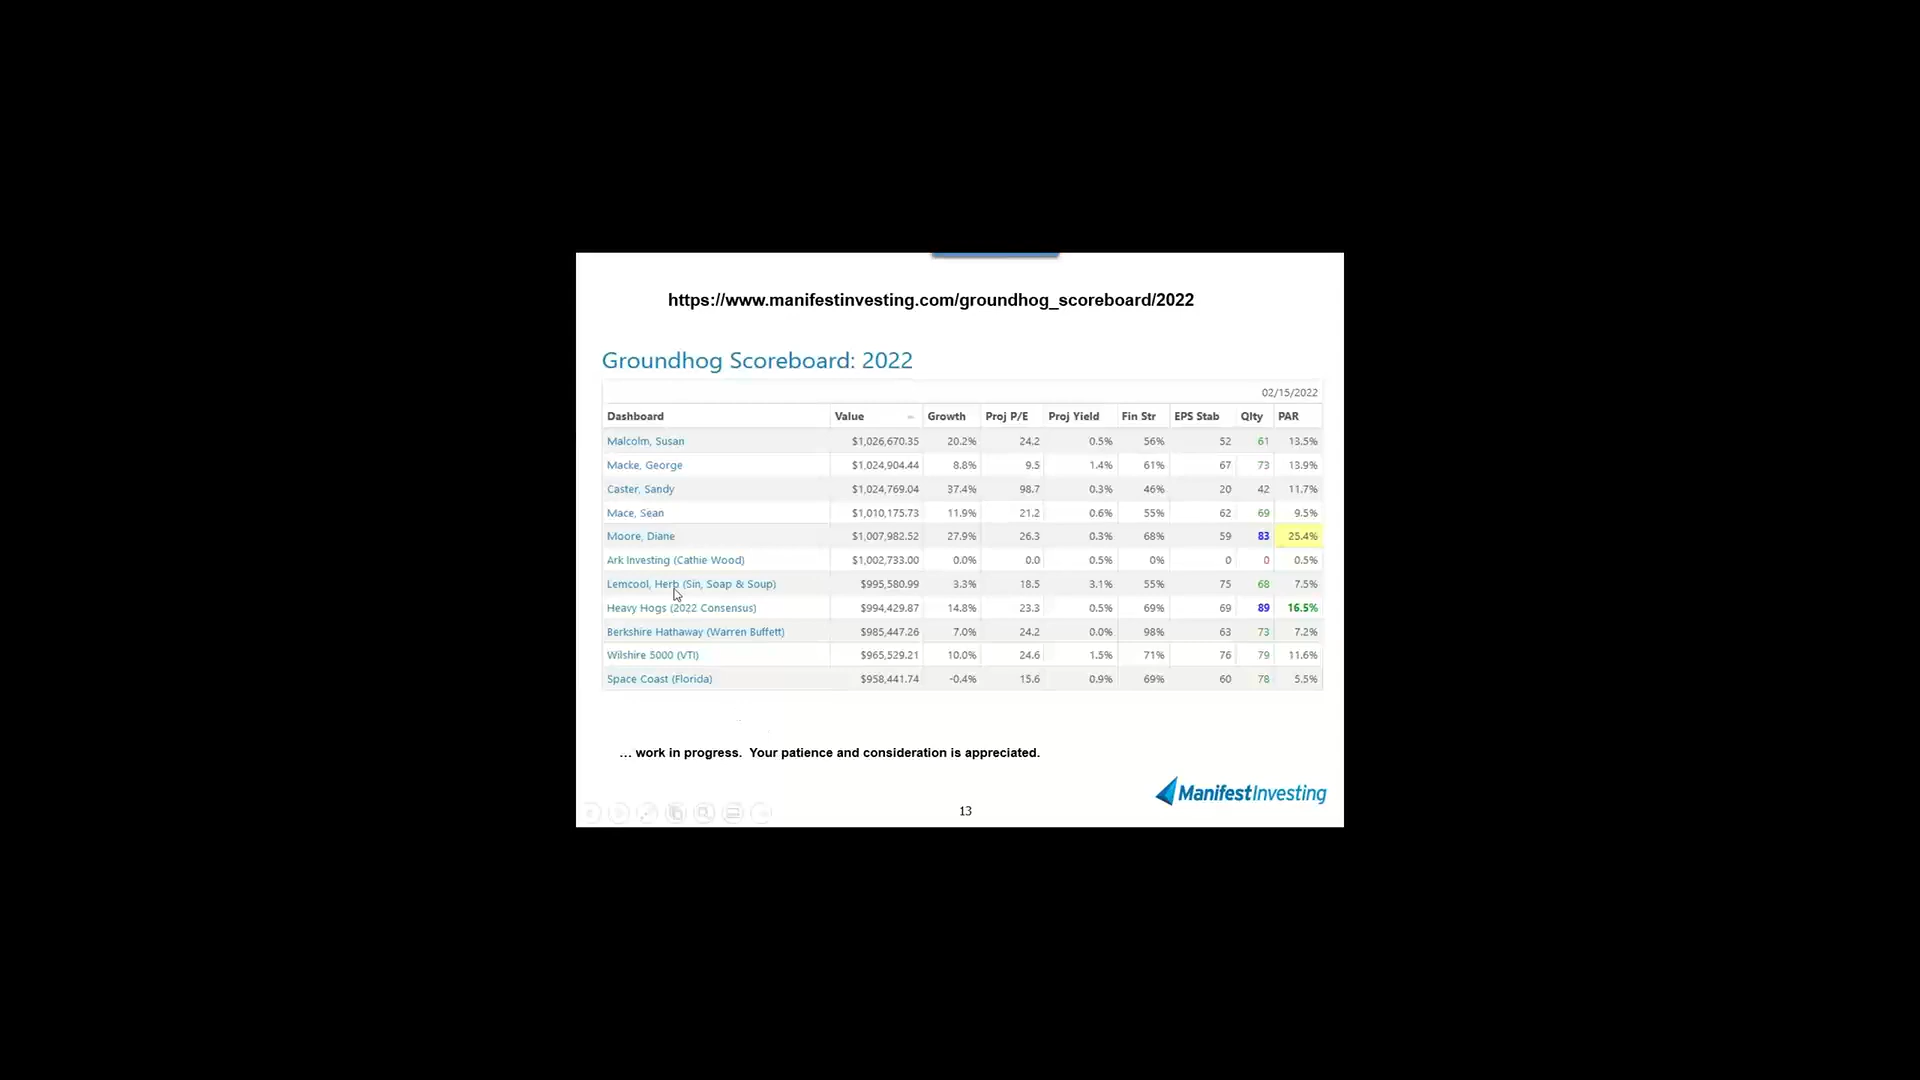 https://www.manifestinvesting.com/groundhog_scoreboard/2022
Groundhog Scoreboard: 2022
02/15/2022
Dashboard Value Growth Proj P/E Proj Yield Fin Str EPS Stab Qlty PAR
Malcolm, Susan $1,026,670.35 20.2% 24.2 0.5% 56% 52 61 13.5%
Macke, George $1,024,904.44 8.8% 9.5 1.4% 61% 67 73 13.9%
Caster, Sandy $1,024,769.04 37.4% 98.7 0.3% 46% 20 42 11.7%
Mace, Sean $1,010,175.73 11.9% 21.2 0.6% 55% 62 69 9.5%
Moore, Diane $1,007,982.52 27.9% 26.3 0.3% 68% 59 83 25.4%
Ark Investing (Cathie Wood) $1,002,733.00 0.0% 0.0 0.5% 0% 0 0 0.5%
Lemcool, Herb (Sin, Soap & Soup) $995,580.99 3.3% 18.5 3.1% 55% 75 68 7.5%
Heavy Hogs (2022 Consensus) $994,429.87 14.8% 23.3 0.5% 69% 69 89 16.5%
Berkshire Hathaway (Warren Buffett) $985,447.26 7.0% 24.2 0.0% 98% 63 73 7.2%
Wilshire 5000 (VTI) $965,529.21 10.0% 24.6 1.5% 71% 76 79 11.6%
Space Coast (Florida) $958,441.74 -0.4% 15.6 0.9% 69% 60 78 5.5%
... work in progress. Your patience and consideration is appreciated.
ManifestInvesting
13